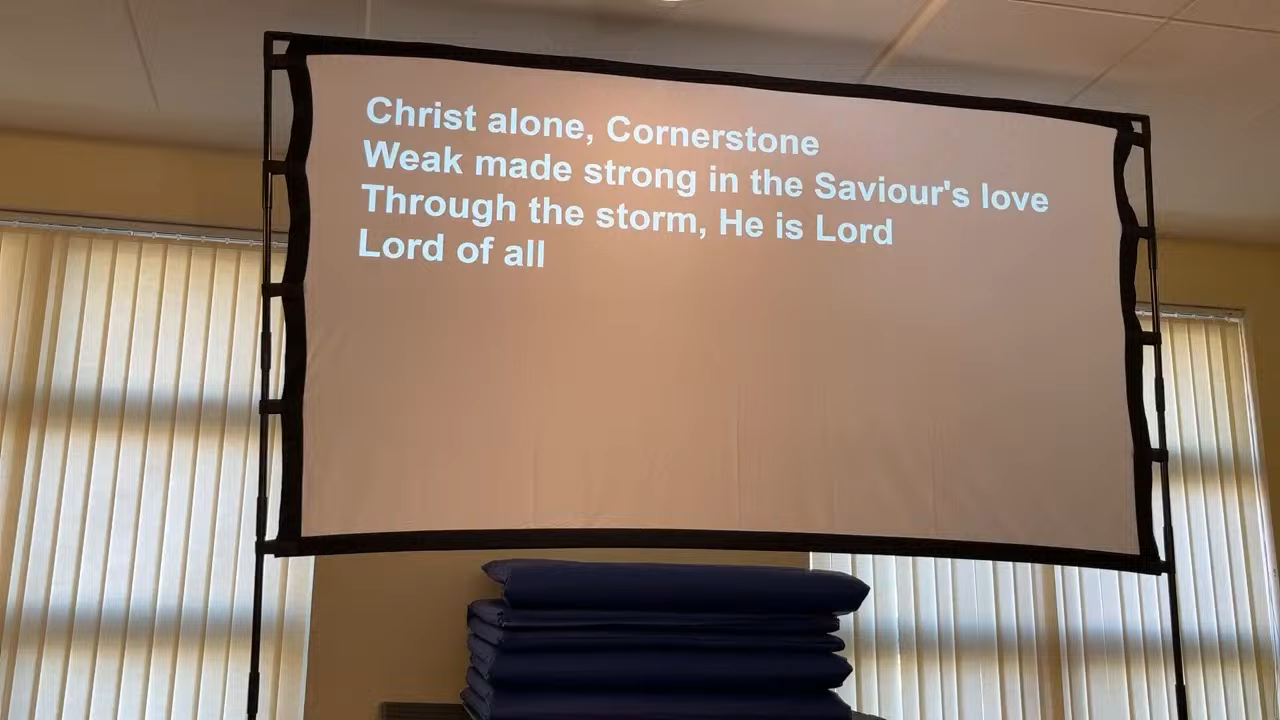 Christ alone, Cornerstone
Weak made strong in the Saviour's love
Through the storm, He is Lord
Lord of all